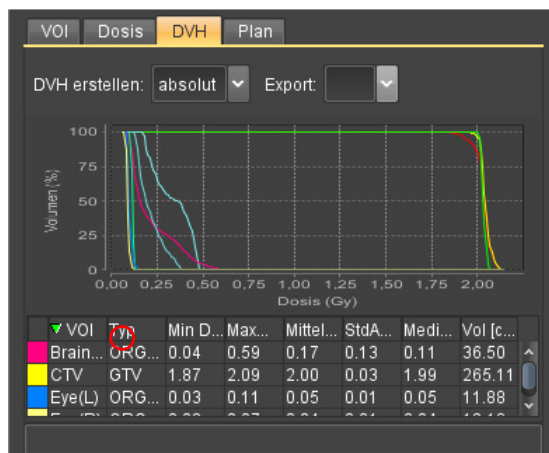 VOI Dosis DVH Plan
DVH erstellen: absolut Export:
Volumen (%)
100
75
50
25
0
0,00 0,25 0,50 0,75 1,00 1,25 1,50 1,75 2,00
Dosis (Gy)
VOI Typ Min D... Max... Mittel... StdA... Medi... Vol [c...
Brain... ORG... 0.04 0.59 0.17 0.13 0.11 36.50
CTV GTV 1.87 2.09 2.00 0.03 1.99 265.11
Eye(L) ORG... 0.03 0.11 0.05 0.01 0.05 11.88